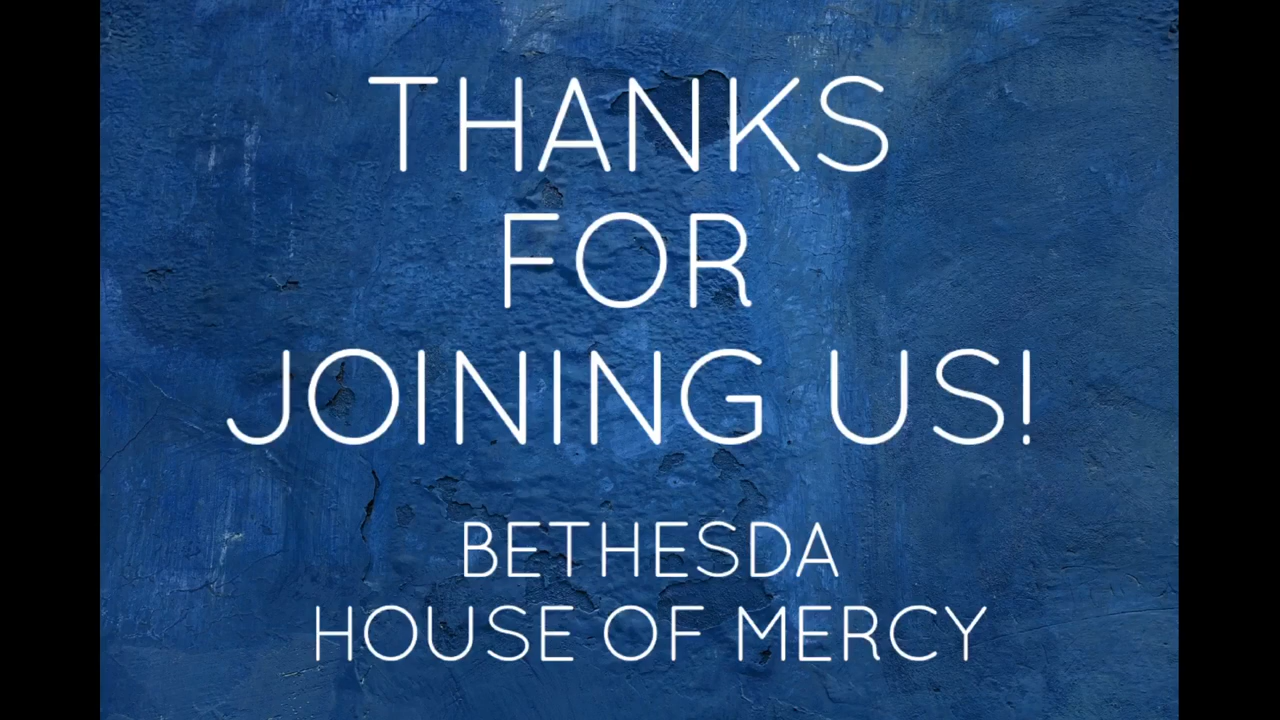 THANKS
FOR
JOINING US!
BETHESDA
HOUSE OF MERCY